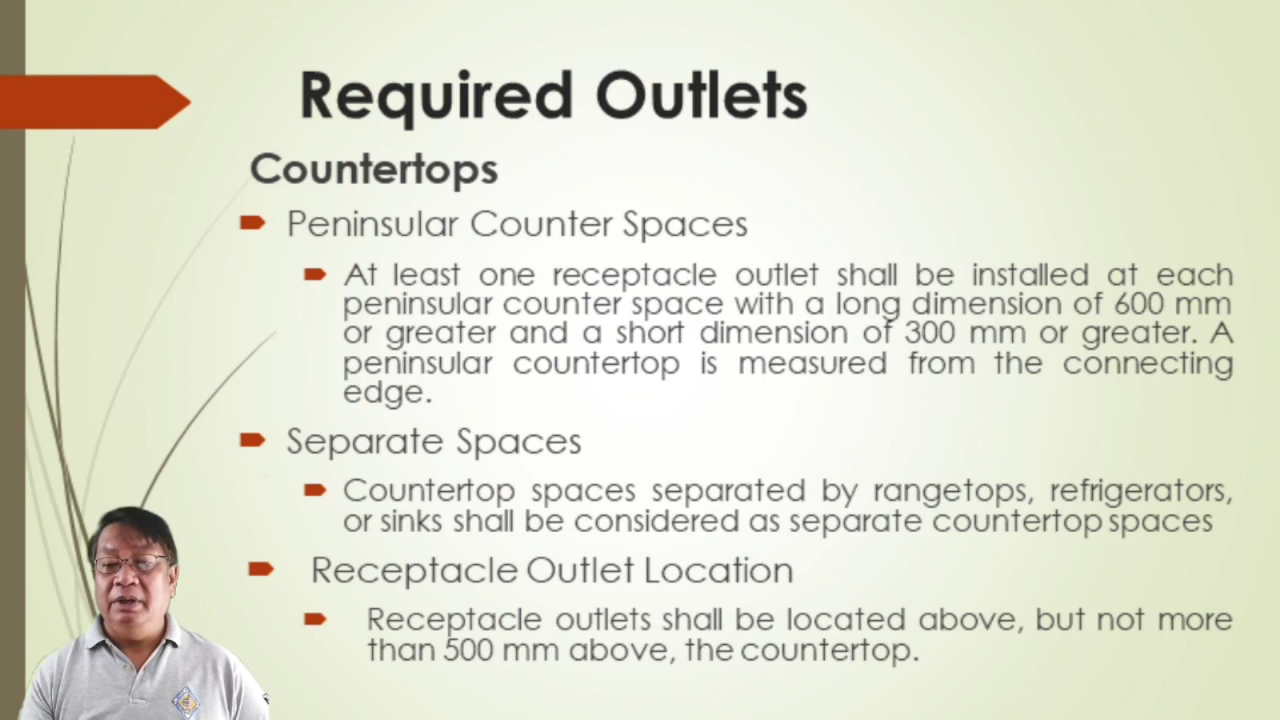 Required Outlets
Countertops
Peninsular Counter Spaces
At least one receptacle outlet shall be installed at each
peninsular counter space with a long dimension of 600 mm
or greater and a short dimension of 300 mm or greater. A
peninsular countertop is measured from the connecting
edge.
Separate Spaces
Countertop spaces separated by rangetops, refrigerators,
or sinks shall be considered as separate countertop spaces
Receptacle Outlet Location
Receptacle outlets shall be located above, but not more
than 500 mm above, the countertop.